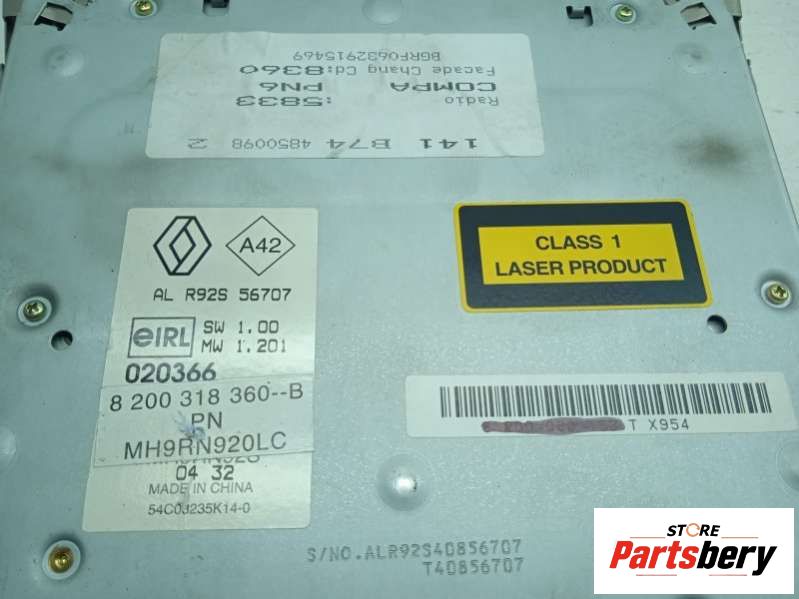 141 B74 4850098 2
Radio :5833
COMPA PN6
Facade Chang Cd:8360
BGRF0632915469
A42
AL R92S 56707
CLASS 1
LASER PRODUCT
eIRL
SW 1.00
MW 1.201
020366
8 200 318 360--B
PN
MH9RN920LC
04 32
MADE IN CHINA
54C0J235K14-0
T X954
S/NO.ALR92S40856707
T40856707
STORE
Partsbery